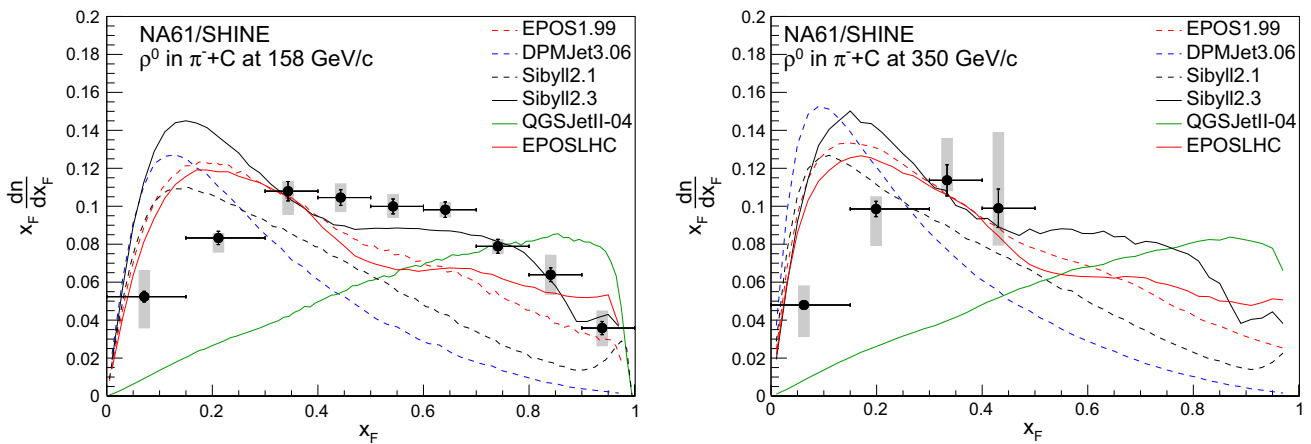 NA61/SHINE
ρ⁰ in π⁻+C at 158 GeV/c
EPOS1.99
DPMJet3.06
Sibyll2.1
Sibyll2.3
QGSJetII-04
EPOSLHC
x_F dn/dx_F
0.2
0.18
0.16
0.14
0.12
0.1
0.08
0.06
0.04
0.02
0
0 0.2 0.4 0.6 0.8 1
x_F
NA61/SHINE
ρ⁰ in π⁻+C at 350 GeV/c
EPOS1.99
DPMJet3.06
Sibyll2.1
Sibyll2.3
QGSJetII-04
EPOSLHC
x_F dn/dx_F
0.2
0.18
0.16
0.14
0.12
0.1
0.08
0.06
0.04
0.02
0
0 0.2 0.4 0.6 0.8 1
x_F